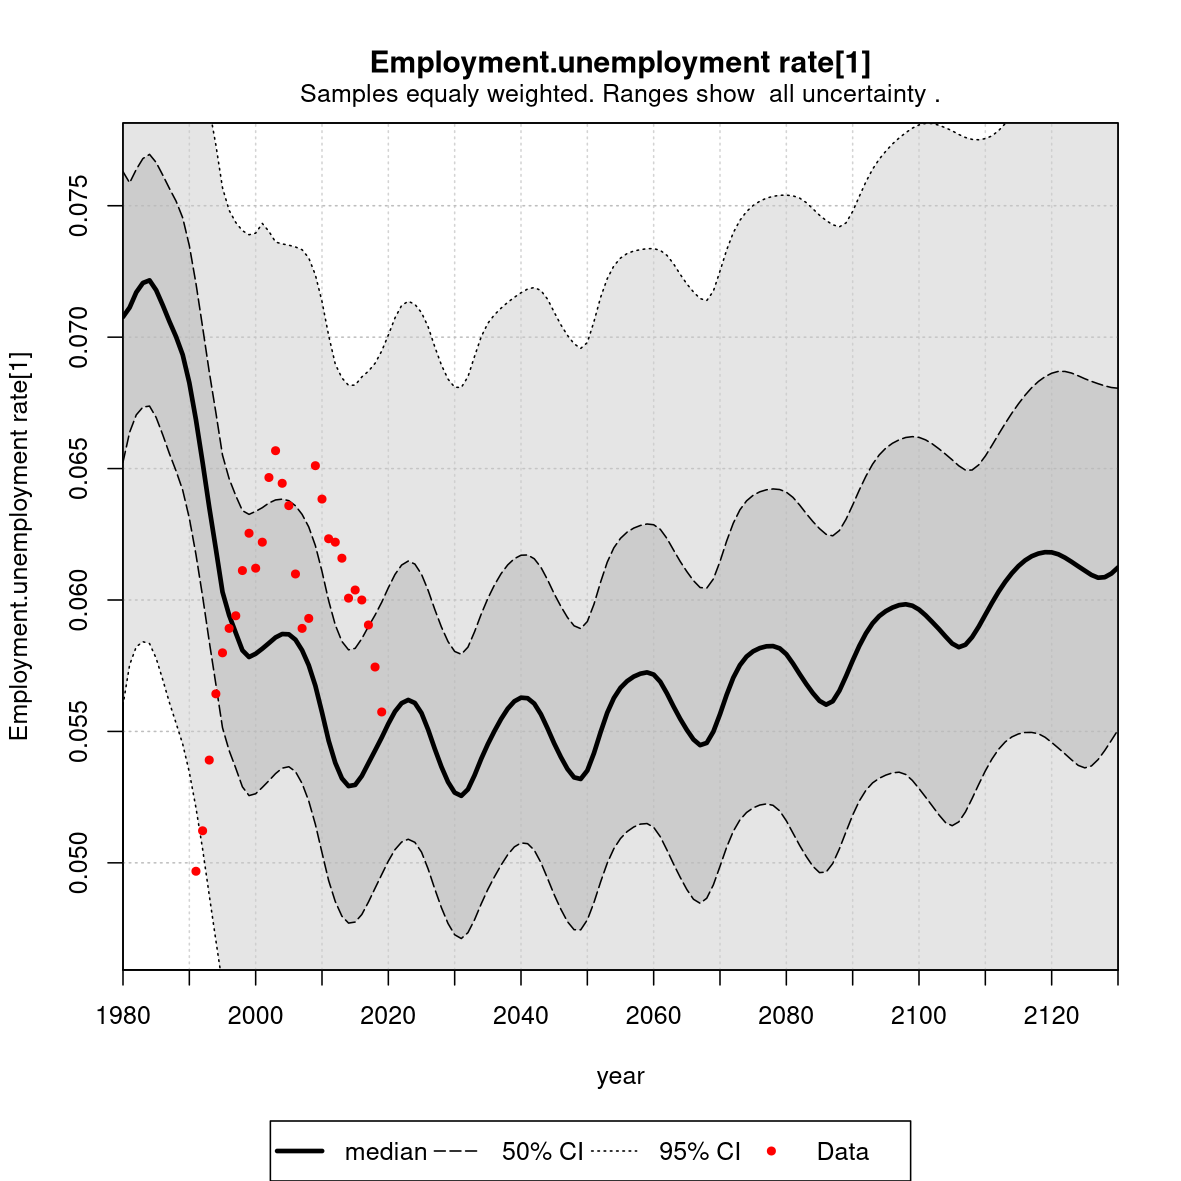 Employment.unemployment rate[1]
Samples equaly weighted. Ranges show  all uncertainty .
Employment.unemployment rate[1]
0.075
0.070
0.065
0.060
0.055
0.050
1980 2000 2020 2040 2060 2080 2100 2120
year
median 50% CI 95% CI Data